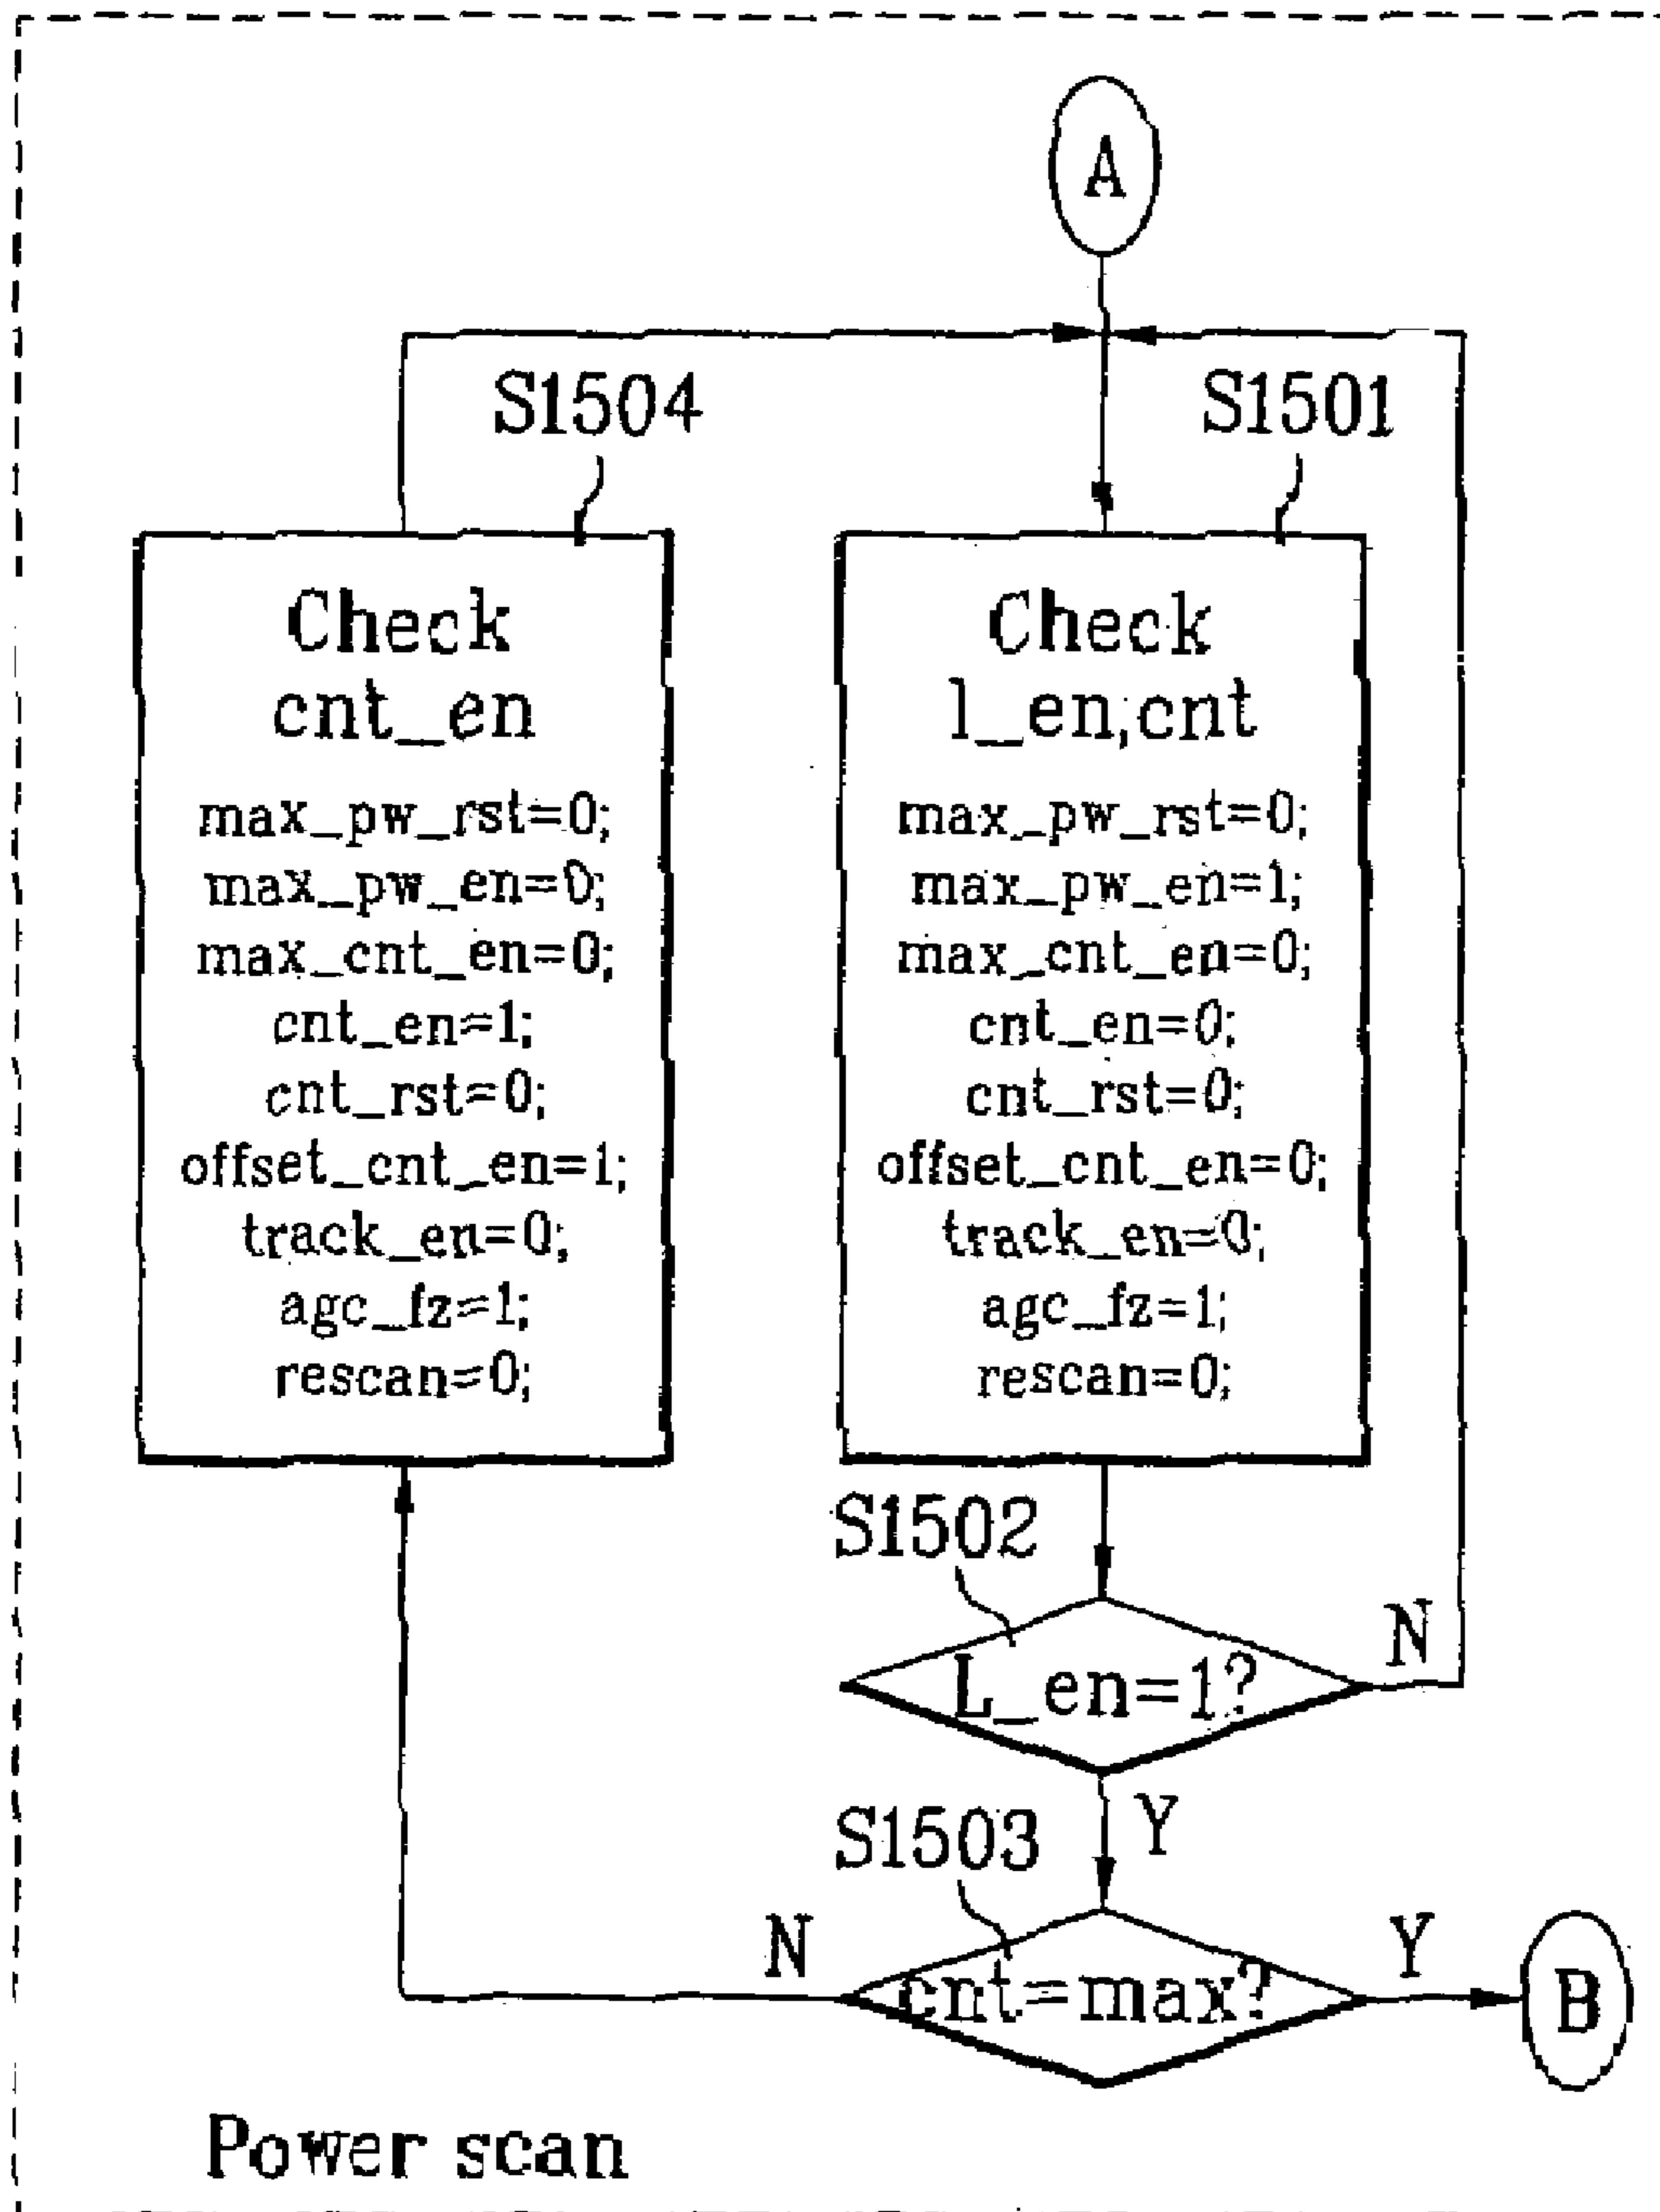 A
S1504
S1501
Check
cnt_en
max_pw_rst=0;
max_pw_en=0;
max_cnt_en=0;
cnt_en=1;
cnt_rst=0;
offset_cnt_en=1;
track_en=0;
agc_fz=1;
rescan=0;
Check
l_en,cnt
max_pw_rst=0;
max_pw_en=1;
max_cnt_en=0;
cnt_en=0;
cnt_rst=0;
offset_cnt_en=0;
track_en=0;
agc_fz=1;
rescan=0;
S1502
L_en=1?
N
Y
S1503
cnt=max?
N
Y
B
Power scan